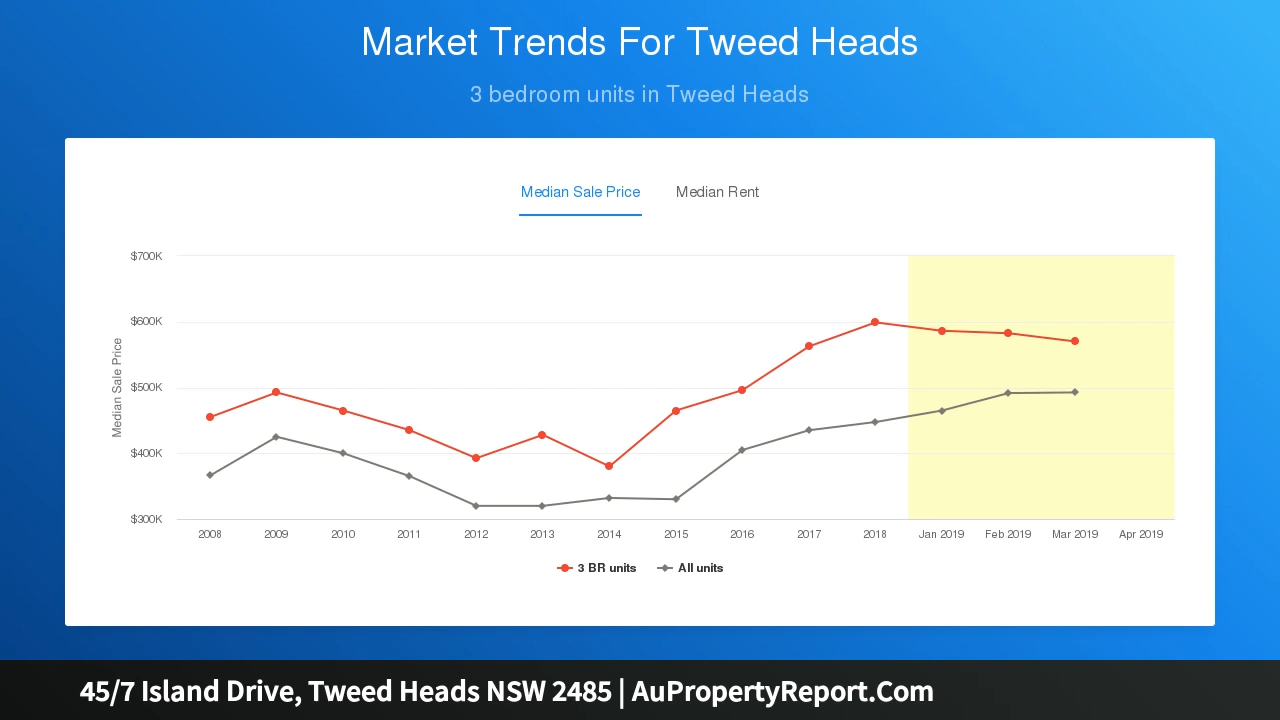 Market Trends For Tweed Heads
3 bedroom units in Tweed Heads
Median Sale Price Median Rent
$700K
$600K
$500K
$400K
$300K
Median Sale Price
2008 2009 2010 2011 2012 2013 2014 2015 2016 2017 2018 Jan 2019 Feb 2019 Mar 2019 Apr 2019
3 BR units All units
45/7 Island Drive, Tweed Heads NSW 2485 | AuPropertyReport.Com